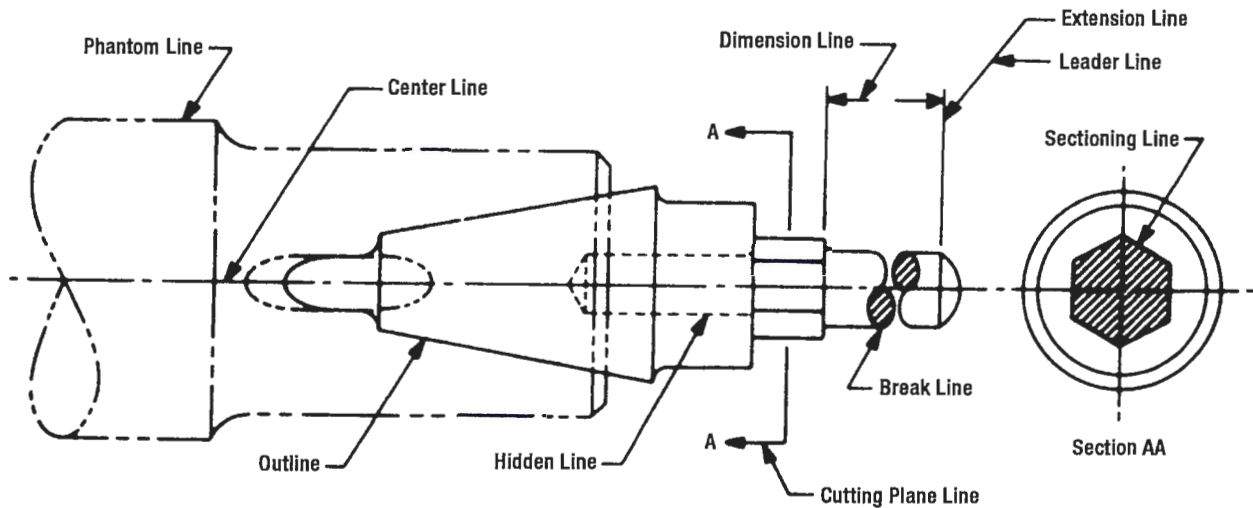 Extension Line
Dimension Line
Phantom Line
Leader Line
Center Line
A
Sectioning Line
Break Line
A
Section AA
Outline
Hidden Line
Cutting Plane Line